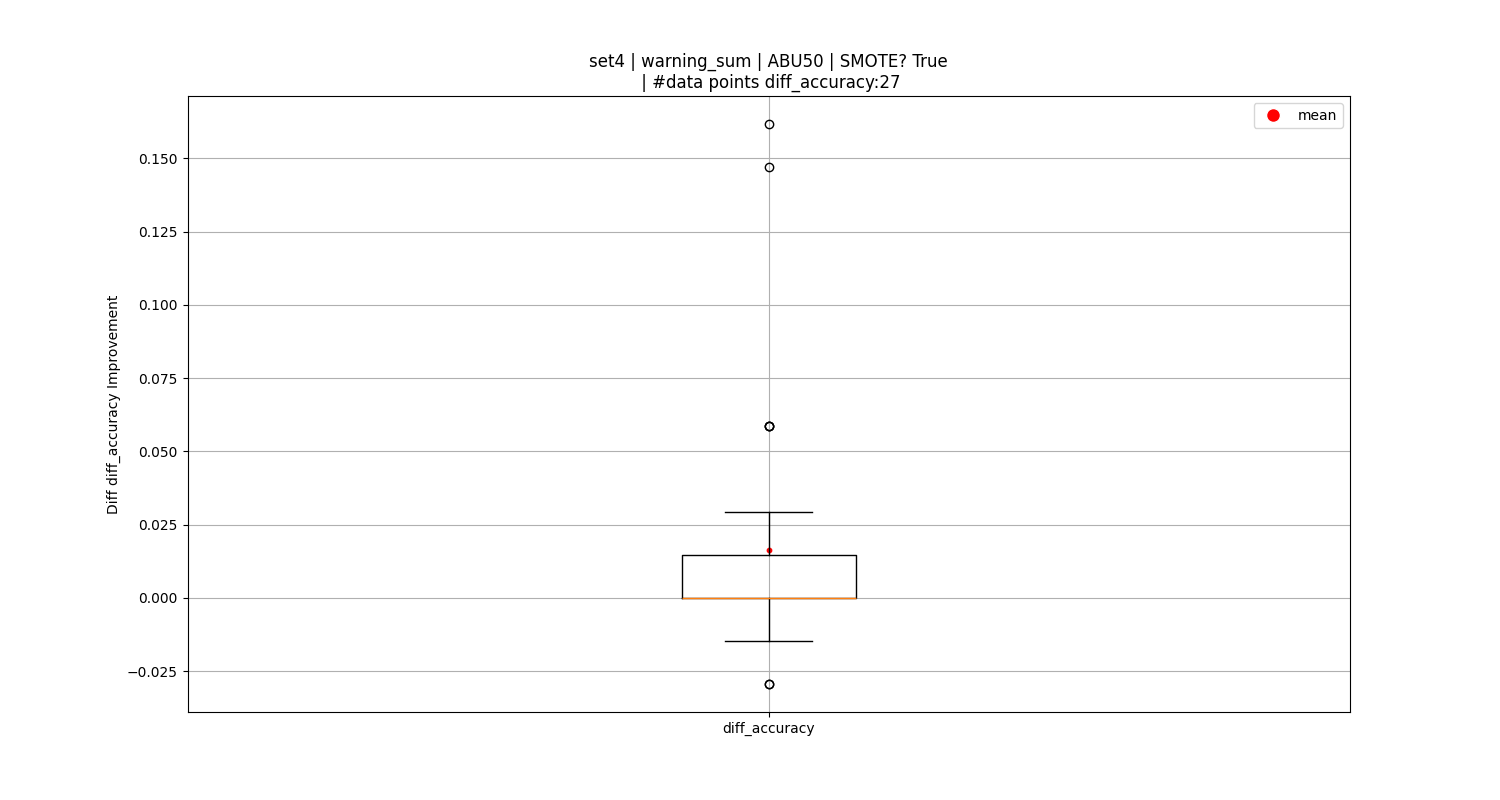 set4 | warning_sum | ABU50 | SMOTE? True
| #data points diff_accuracy:27
mean
0.150
0.125
0.100
0.075
0.050
0.025
0.000
−0.025
Diff diff_accuracy Improvement
diff_accuracy